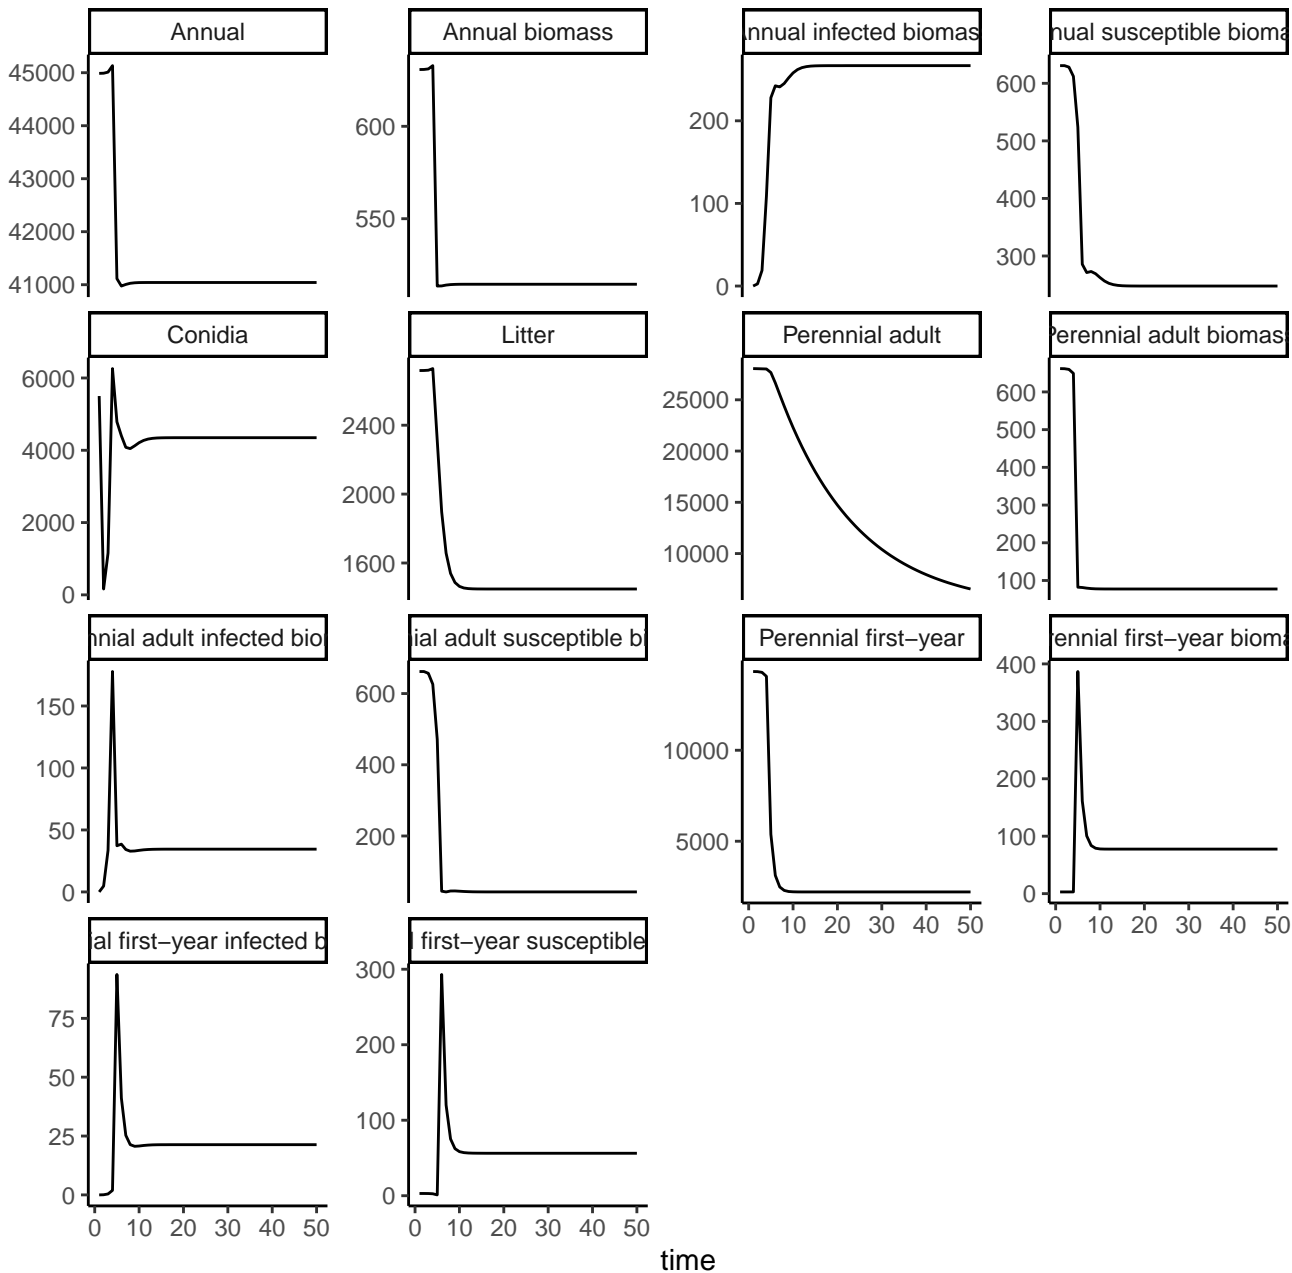 Annual
Annual biomass
Annual infected biomas
nual susceptible bioma
45000
44000
43000
42000
41000
600
550
200
100
0
600
500
400
300
Conidia
Litter
Perennial adult
Perennial adult biomass
6000
4000
2000
0
2400
2000
1600
25000
20000
15000
10000
600
500
400
300
200
100
nnial adult infected bio
ial adult susceptible bi
Perennial first−year
rennial first−year bioma
150
100
50
0
600
400
200
10000
5000
400
300
200
100
0
0 10 20 30 40 50
0 10 20 30 40 50
ial first−year infected b
l first−year susceptible
75
50
25
0
300
200
100
0
0 10 20 30 40 50
0 10 20 30 40 50
time